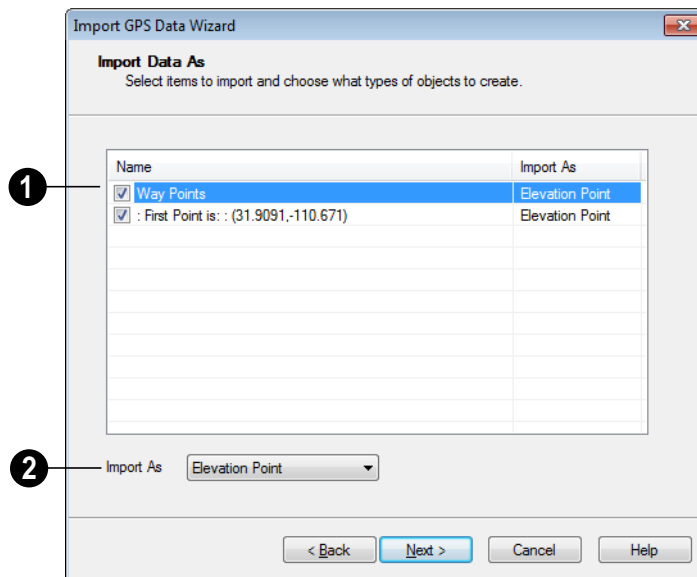 Import GPS Data Wizard
Import Data As
Select items to import and choose what types of objects to create.
Name Import As
1
Way Points Elevation Point
: First Point is: : (31.9091,-110.671) Elevation Point
2
Import As Elevation Point
< Back Next > Cancel Help